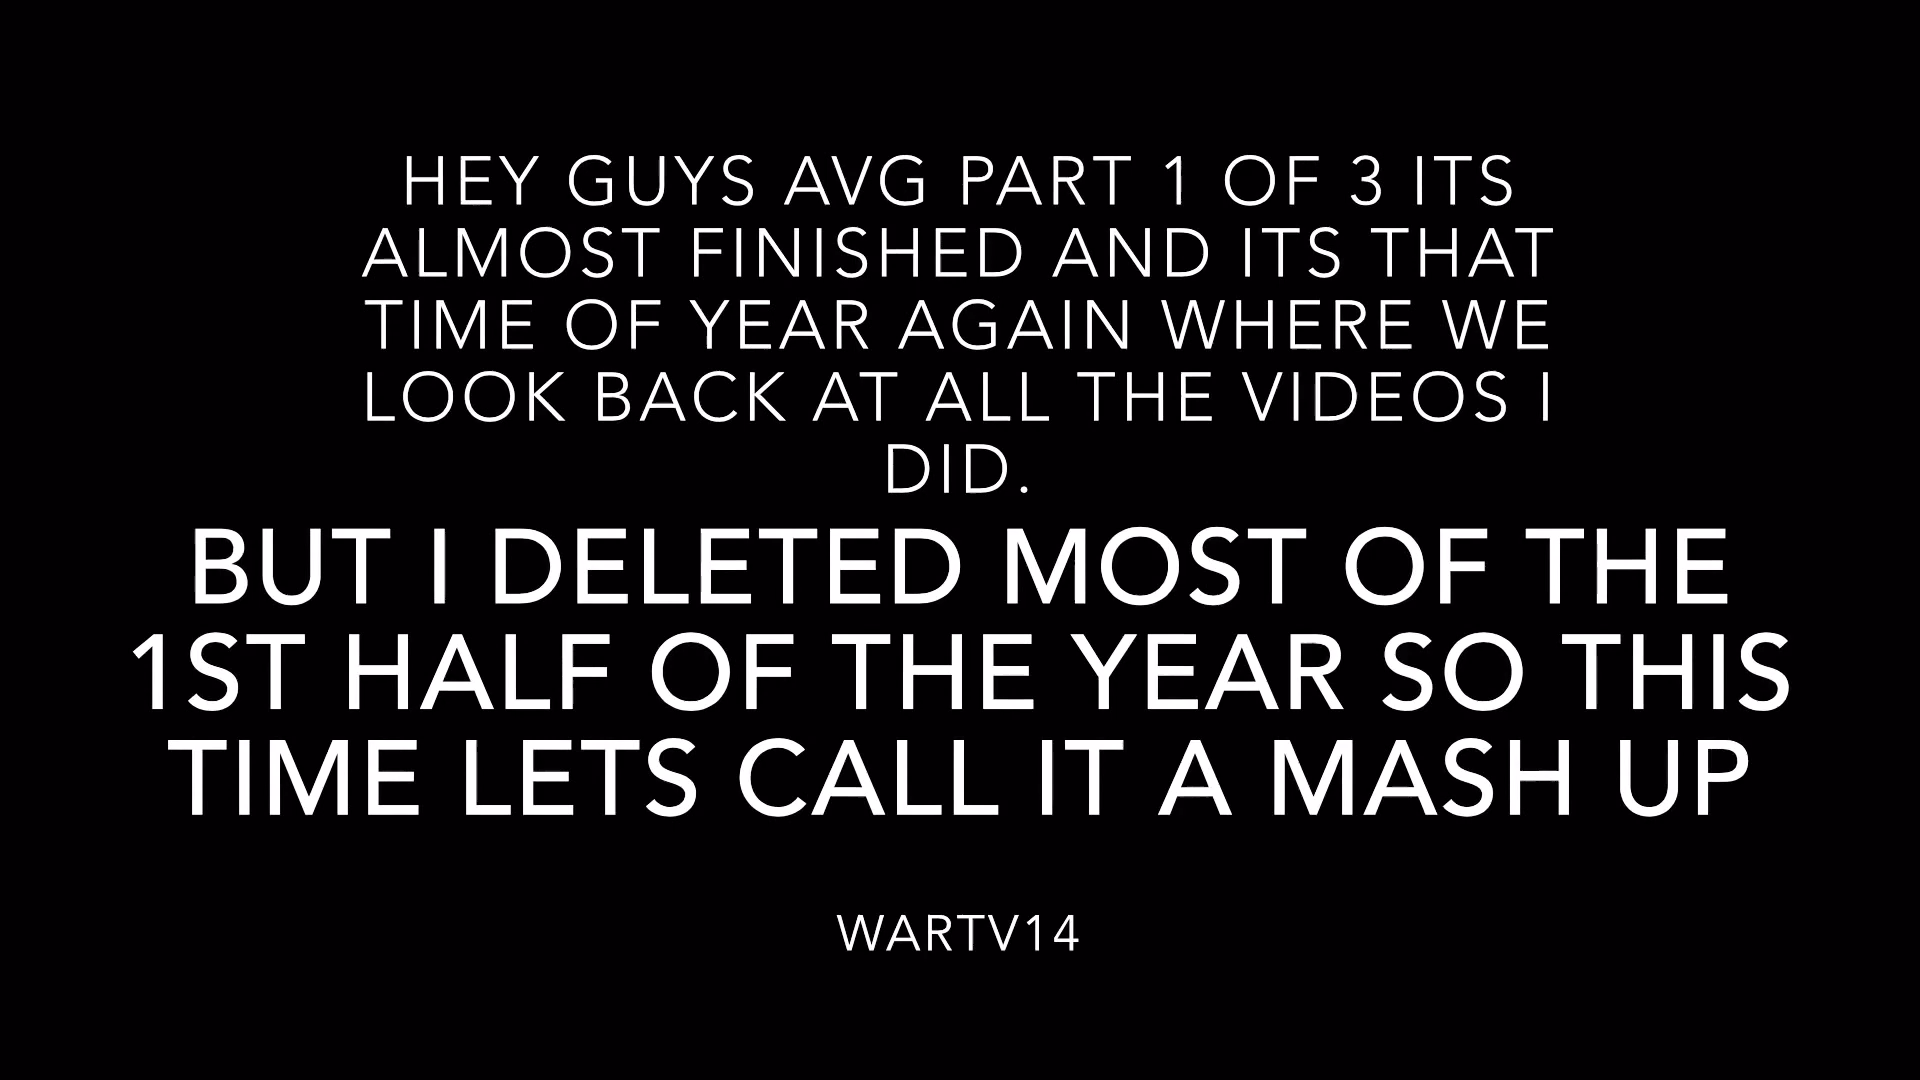 HEY GUYS AVG PART 1 OF 3 ITS
ALMOST FINISHED AND ITS THAT
TIME OF YEAR AGAIN WHERE WE
LOOK BACK AT ALL THE VIDEOS I
DID.
BUT I DELETED MOST OF THE
1ST HALF OF THE YEAR SO THIS
TIME LETS CALL IT A MASH UP
WARTV14